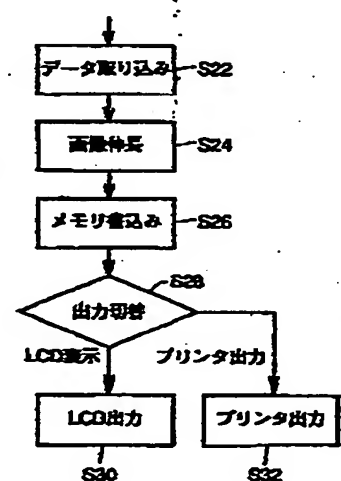 データ取り込み S22
画像伸長 S24
メモリ書込み S26
S28
出力切替
LCD表示 プリンタ出力
LCD出力 プリンタ出力
S30 S32